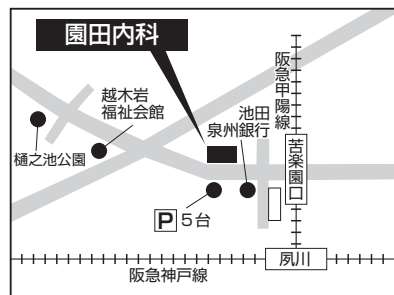 園田内科
阪急甲陽線
越木岩
福祉会館
池田
泉州銀行
樋之池公園
苦楽園口
P 5台
夙川
阪急神戸線